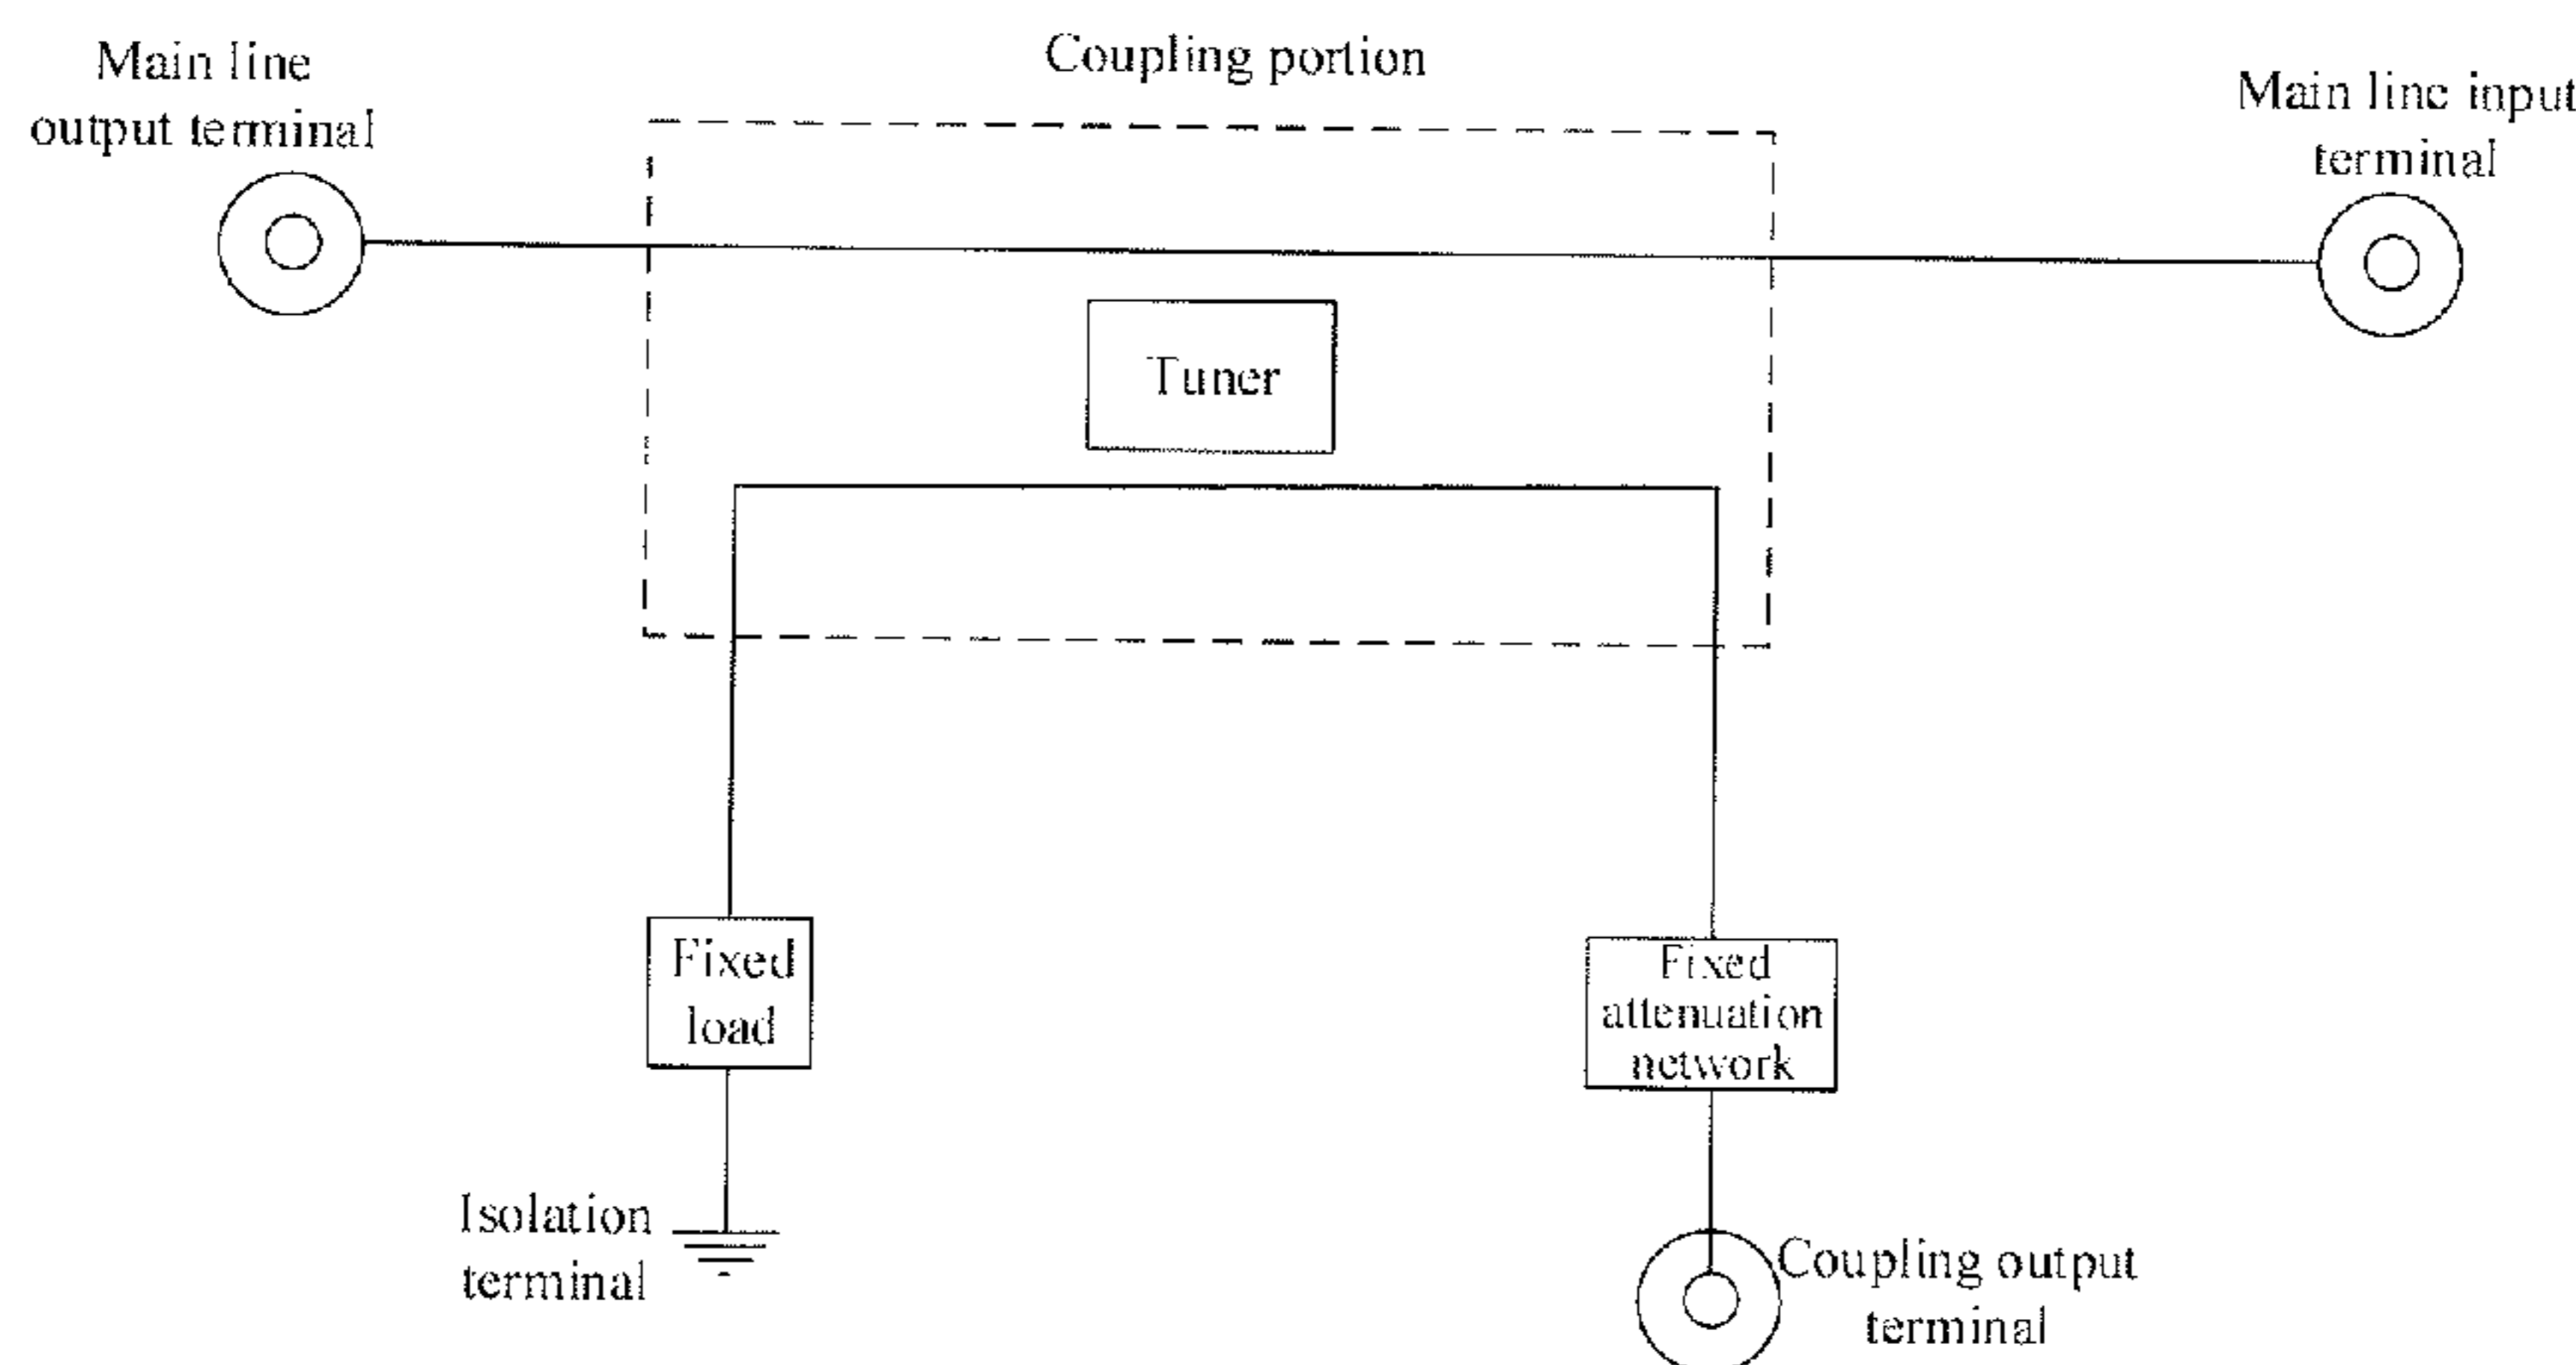 Main line
output terminal
Coupling portion
Main line input
terminal
Tuner
Fixed
load
Fixed
attenuation
network
Isolation
terminal
Coupling output
terminal